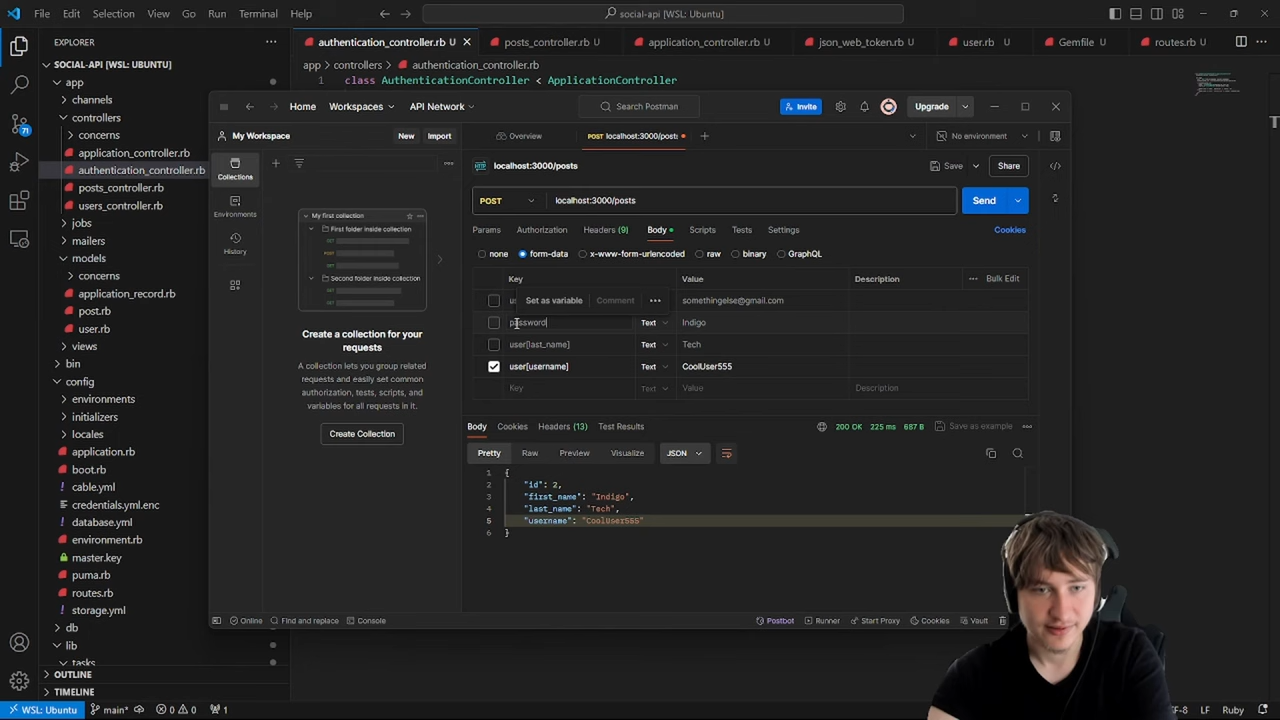 File Edit Selection View Go Run Terminal Help
social-api [WSL: Ubuntu]
EXPLORER
authentication_controller.rb U
posts_controller.rb U
application_controller.rb U
json_web_token.rb U
user.rb U
Gemfile U
routes.rb U
SOCIAL-API [WSL: UBUNTU]
app > controllers > authentication_controller.rb
1 class AuthenticationController < ApplicationController
app
channels
controllers
concerns
application_controller.rb
authentication_controller.rb
posts_controller.rb
users_controller.rb
jobs
mailers
models
concerns
application_record.rb
post.rb
user.rb
views
bin
config
environments
initializers
locales
application.rb
boot.rb
cable.yml
credentials.yml.enc
database.yml
environment.rb
master.key
puma.rb
routes.rb
storage.yml
db
lib
tasks
OUTLINE
TIMELINE
71
Home Workspaces API Network
Search Postman
Invite
Upgrade
My Workspace
New Import
Overview
POST localhost:3000/posts
No environment
Collections
Environments
History
My first collection
First folder inside collection
Second folder inside collection
Create a collection for your
requests
A collection lets you group related
requests and easily set common
authorization, tests, scripts, and
variables for all requests in it.
Create Collection
HTTP localhost:3000/posts
Save Share
POST localhost:3000/posts Send
Params Authorization Headers (9) Body Scripts Tests Settings Cookies
none form-data x-www-form-urlencoded raw binary GraphQL
Key Value Description Bulk Edit
Set as variable Comment
somethingelse@gmail.com
password Text Indigo
user[last_name] Text Tech
user[username] Text CoolUser555
Key Text Value Description
Body Cookies Headers (13) Test Results 200 OK 225 ms 687 B Save as example
Pretty Raw Preview Visualize JSON
1 {
2 "id": 2,
3 "first_name": "Indigo",
4 "last_name": "Tech",
5 "username": "CoolUser555"
6 }
Online Find and replace Console Postbot Runner Start Proxy Cookies Vault
WSL: Ubuntu main* 0 0 1 LF Ruby